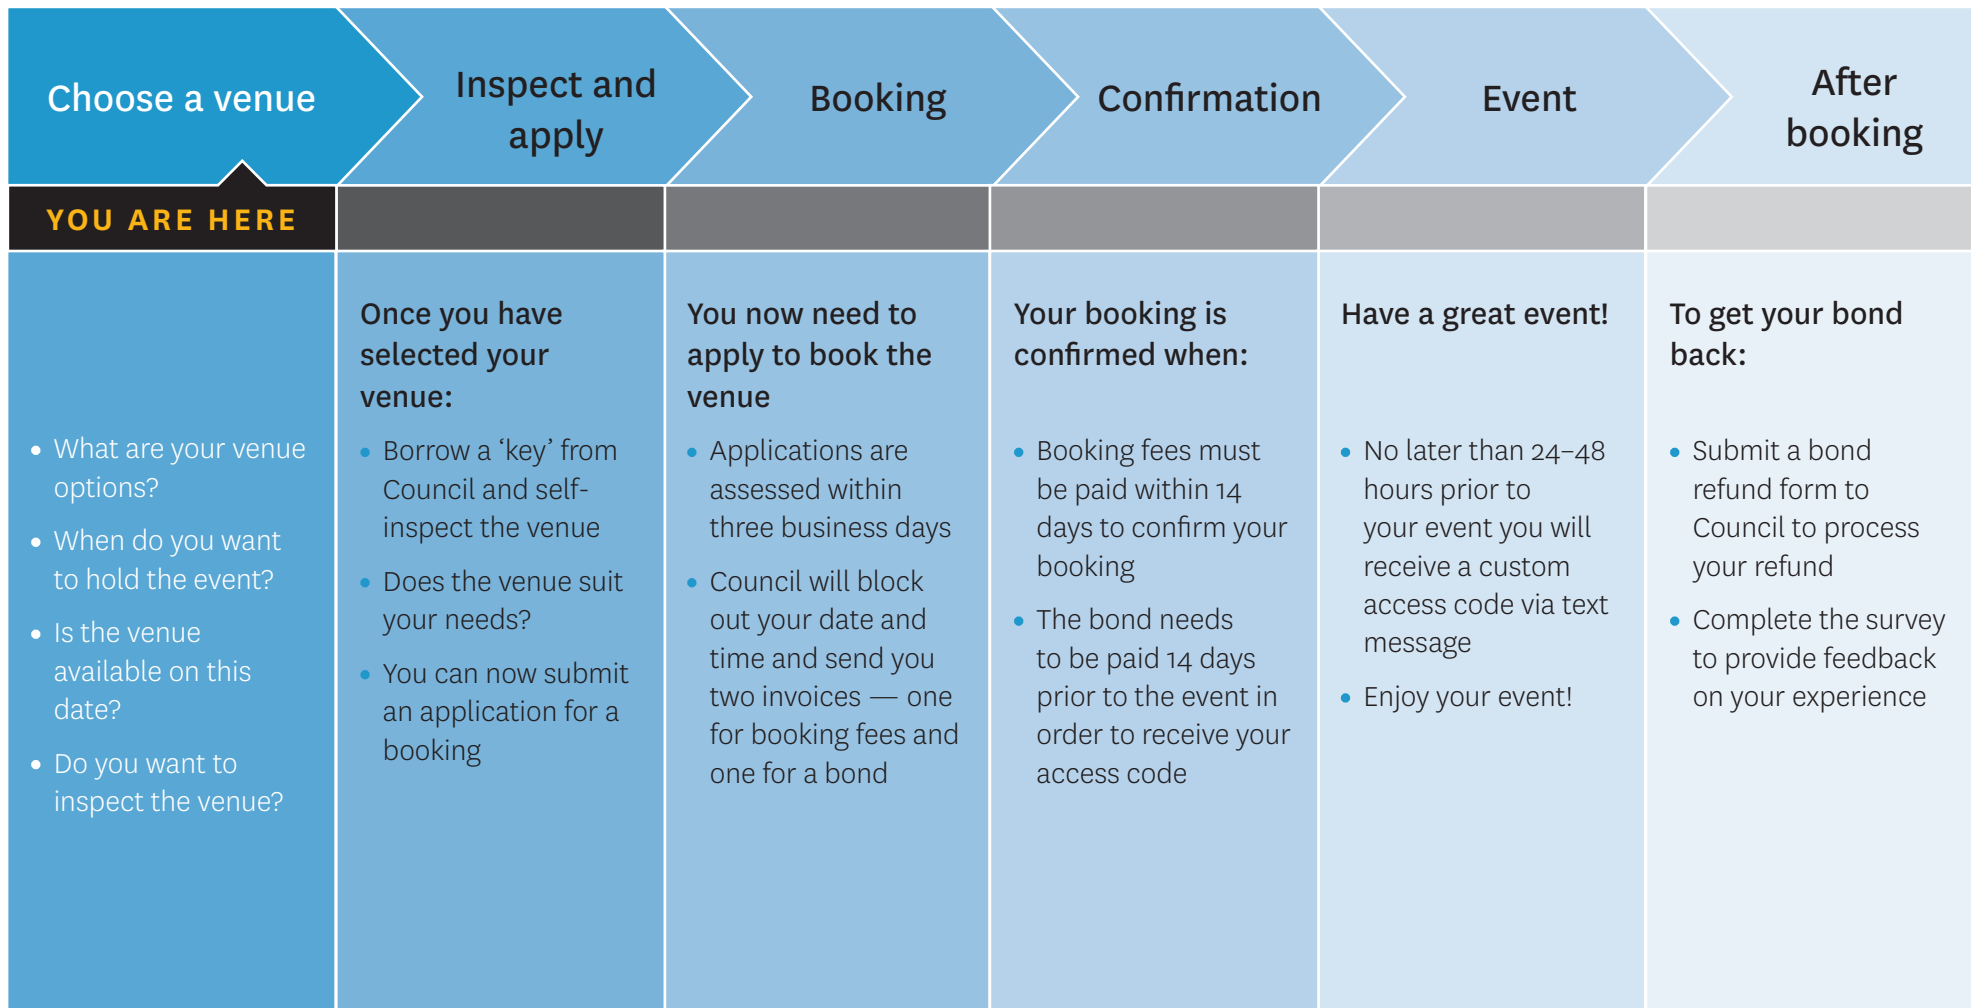 Choose a venue
Inspect and
apply
Booking
Confirmation
Event
After
booking
YOU ARE HERE
• What are your venue
options?
• When do you want
to hold the event?
• Is the venue
available on this
date?
• Do you want to
inspect the venue?
Once you have
selected your
venue:
• Borrow a ‘key’ from
Council and self-
inspect the venue
• Does the venue suit
your needs?
• You can now submit
an application for a
booking
You now need to
apply to book the
venue
• Applications are
assessed within
three business days
• Council will block
out your date and
time and send you
two invoices — one
for booking fees and
one for a bond
Your booking is
confirmed when:
• Booking fees must
be paid within 14
days to confirm your
booking
• The bond needs
to be paid 14 days
prior to the event in
order to receive your
access code
Have a great event!
• No later than 24–48
hours prior to
your event you will
receive a custom
access code via text
message
• Enjoy your event!
To get your bond
back:
• Submit a bond
refund form to
Council to process
your refund
• Complete the survey
to provide feedback
on your experience